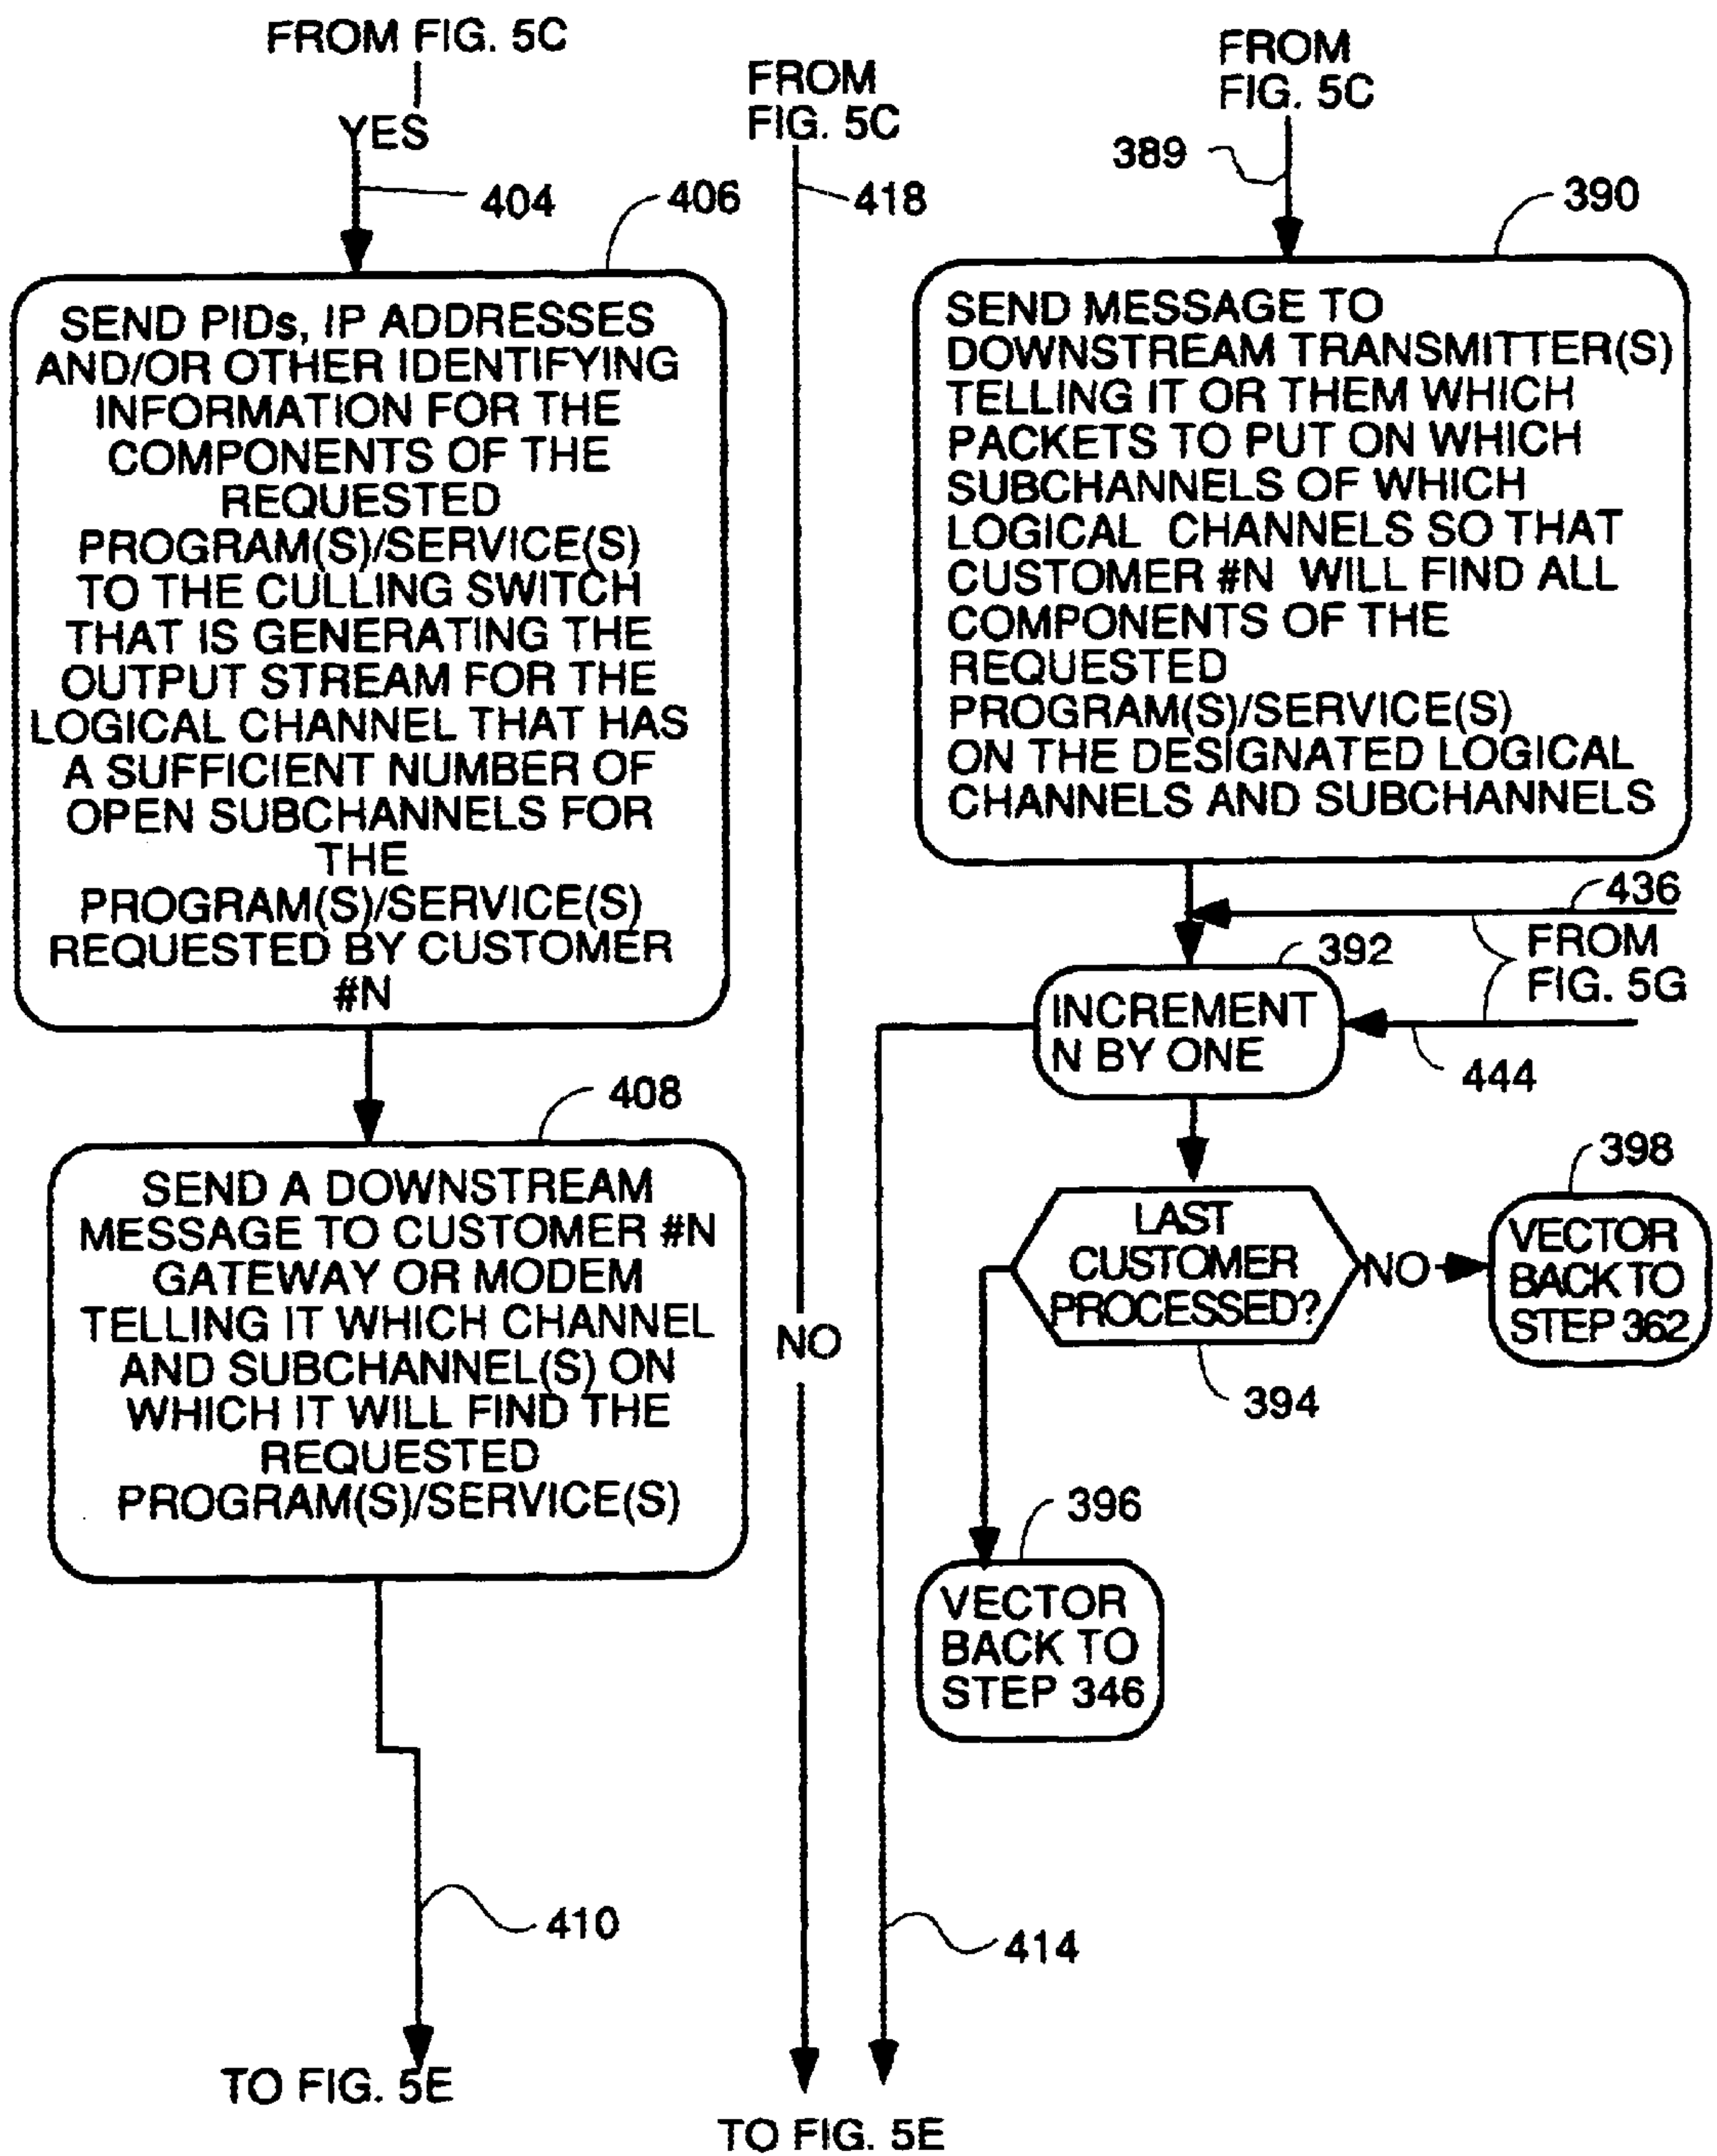 FROM FIG. 5C
YES
404
406
SEND PIDs, IP ADDRESSES
AND/OR OTHER IDENTIFYING
INFORMATION FOR THE
COMPONENTS OF THE
REQUESTED
PROGRAM(S)/SERVICE(S)
TO THE CULLING SWITCH
THAT IS GENERATING THE
OUTPUT STREAM FOR THE
LOGICAL CHANNEL THAT HAS
A SUFFICIENT NUMBER OF
OPEN SUBCHANNELS FOR
THE
PROGRAM(S)/SERVICE(S)
REQUESTED BY CUSTOMER
#N
408
SEND A DOWNSTREAM
MESSAGE TO CUSTOMER #N
GATEWAY OR MODEM
TELLING IT WHICH CHANNEL
AND SUBCHANNEL(S) ON
WHICH IT WILL FIND THE
REQUESTED
PROGRAM(S)/SERVICE(S)
410
TO FIG. 5E
FROM
FIG. 5C
418
NO
TO FIG. 5E
FROM
FIG. 5C
389
390
SEND MESSAGE TO
DOWNSTREAM TRANSMITTER(S)
TELLING IT OR THEM WHICH
PACKETS TO PUT ON WHICH
SUBCHANNELS OF WHICH
LOGICAL CHANNELS SO THAT
CUSTOMER #N WILL FIND ALL
COMPONENTS OF THE
REQUESTED
PROGRAM(S)/SERVICE(S)
ON THE DESIGNATED LOGICAL
CHANNELS AND SUBCHANNELS
436
FROM
FIG. 5G
392
INCREMENT
N BY ONE
444
LAST
CUSTOMER
PROCESSED?
394
NO
398
VECTOR
BACK TO
STEP 362
396
VECTOR
BACK TO
STEP 346
414